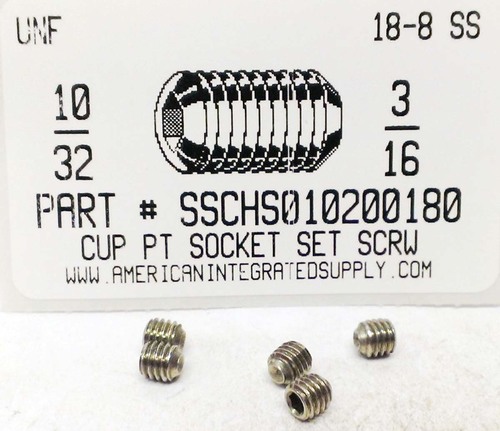 UNF 18-8 SS
10 3
32 16
PART # SSCHS010200180
CUP PT SOCKET SET SCRW
WWW.AMERICANINTEGRATEDSUPPLY.COM